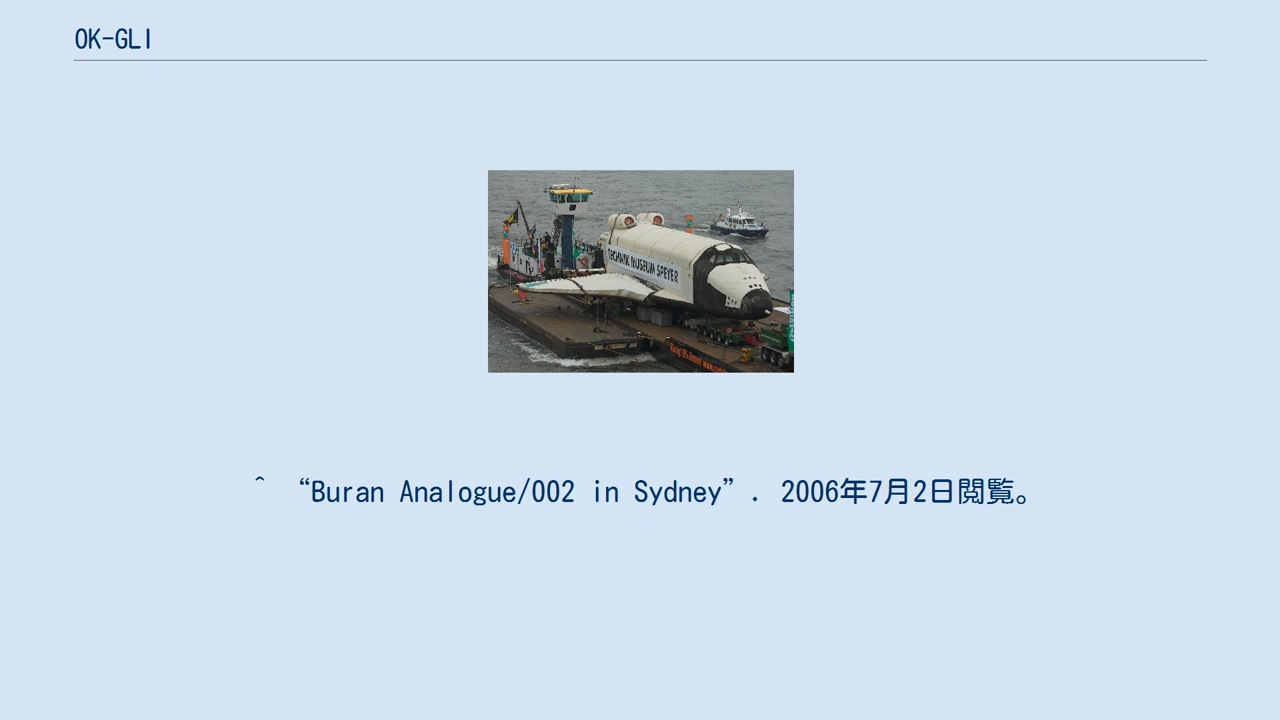 OK-GLI
TECHNIK MUSEUM SPEYER
^ “Buran Analogue/002 in Sydney”. 2006年7月2日閲覧。